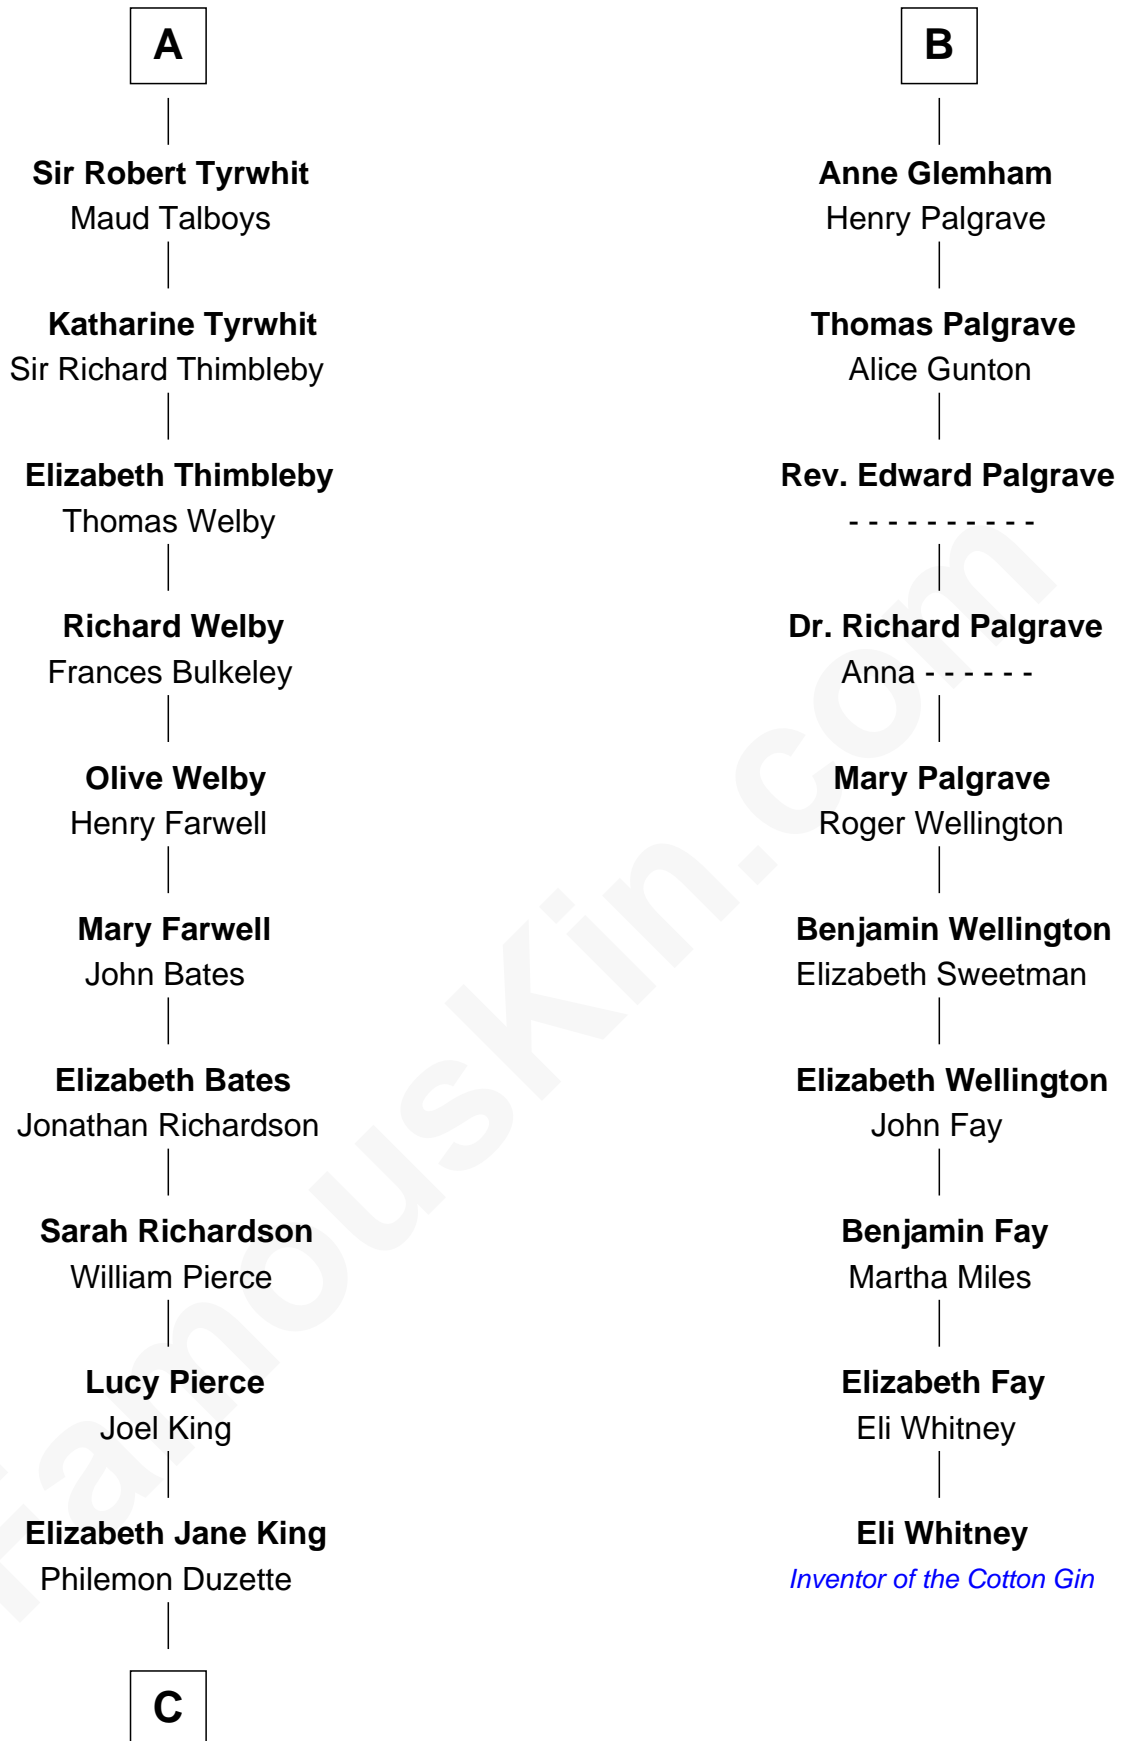 A
Sir Robert Tyrwhit
Maud Talboys
Katharine Tyrwhit
Sir Richard Thimbleby
Elizabeth Thimbleby
Thomas Welby
Richard Welby
Frances Bulkeley
Olive Welby
Henry Farwell
Mary Farwell
John Bates
Elizabeth Bates
Jonathan Richardson
Sarah Richardson
William Pierce
Lucy Pierce
Joel King
Elizabeth Jane King
Philemon Duzette
C
B
Anne Glemham
Henry Palgrave
Thomas Palgrave
Alice Gunton
Rev. Edward Palgrave
- - - - - - - - - -
Dr. Richard Palgrave
Anna - - - - - -
Mary Palgrave
Roger Wellington
Benjamin Wellington
Elizabeth Sweetman
Elizabeth Wellington
John Fay
Benjamin Fay
Martha Miles
Elizabeth Fay
Eli Whitney
Eli Whitney
Inventor of the Cotton Gin
FamousKin.com